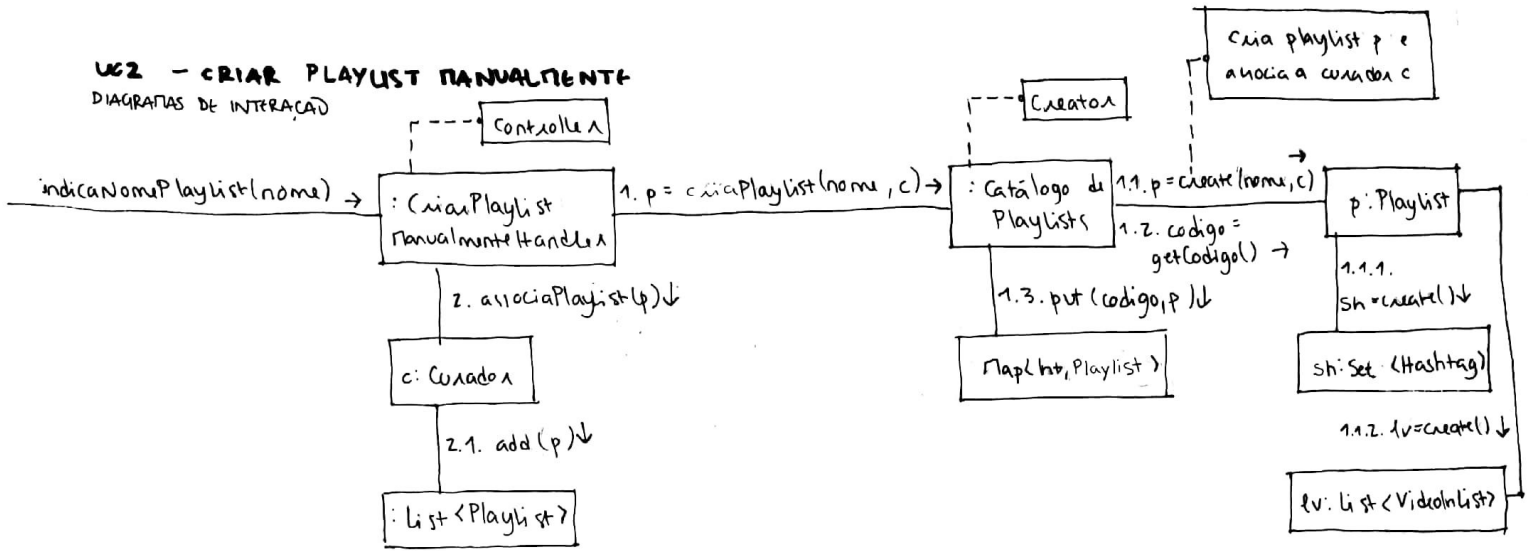 UC2 - CRIAR PLAYLIST MANUALMENTE
DIAGRAMAS DE INTERAÇÃO
Controller
Creator
Cria playlist p e
associa a curador c
indicaNomePlaylist(nome) →
: CriarPlaylist
ManualmenteHandler
1. p = criaPlaylist(nome, c) →
: Catálogo de
Playlists
1.1. p=create(nome, c) →
1.2. codigo =
getCodigo() →
p: Playlist
2. associaPlaylist(p) ↓
1.3. put (codigo,p) ↓
1.1.1.
sh=create() ↓
c: Curador
Map<Int, Playlist>
sh: Set <Hashtag>
2.1. add (p) ↓
1.1.2. lv=create() ↓
: List <Playlist>
lv: List <VideoInList>